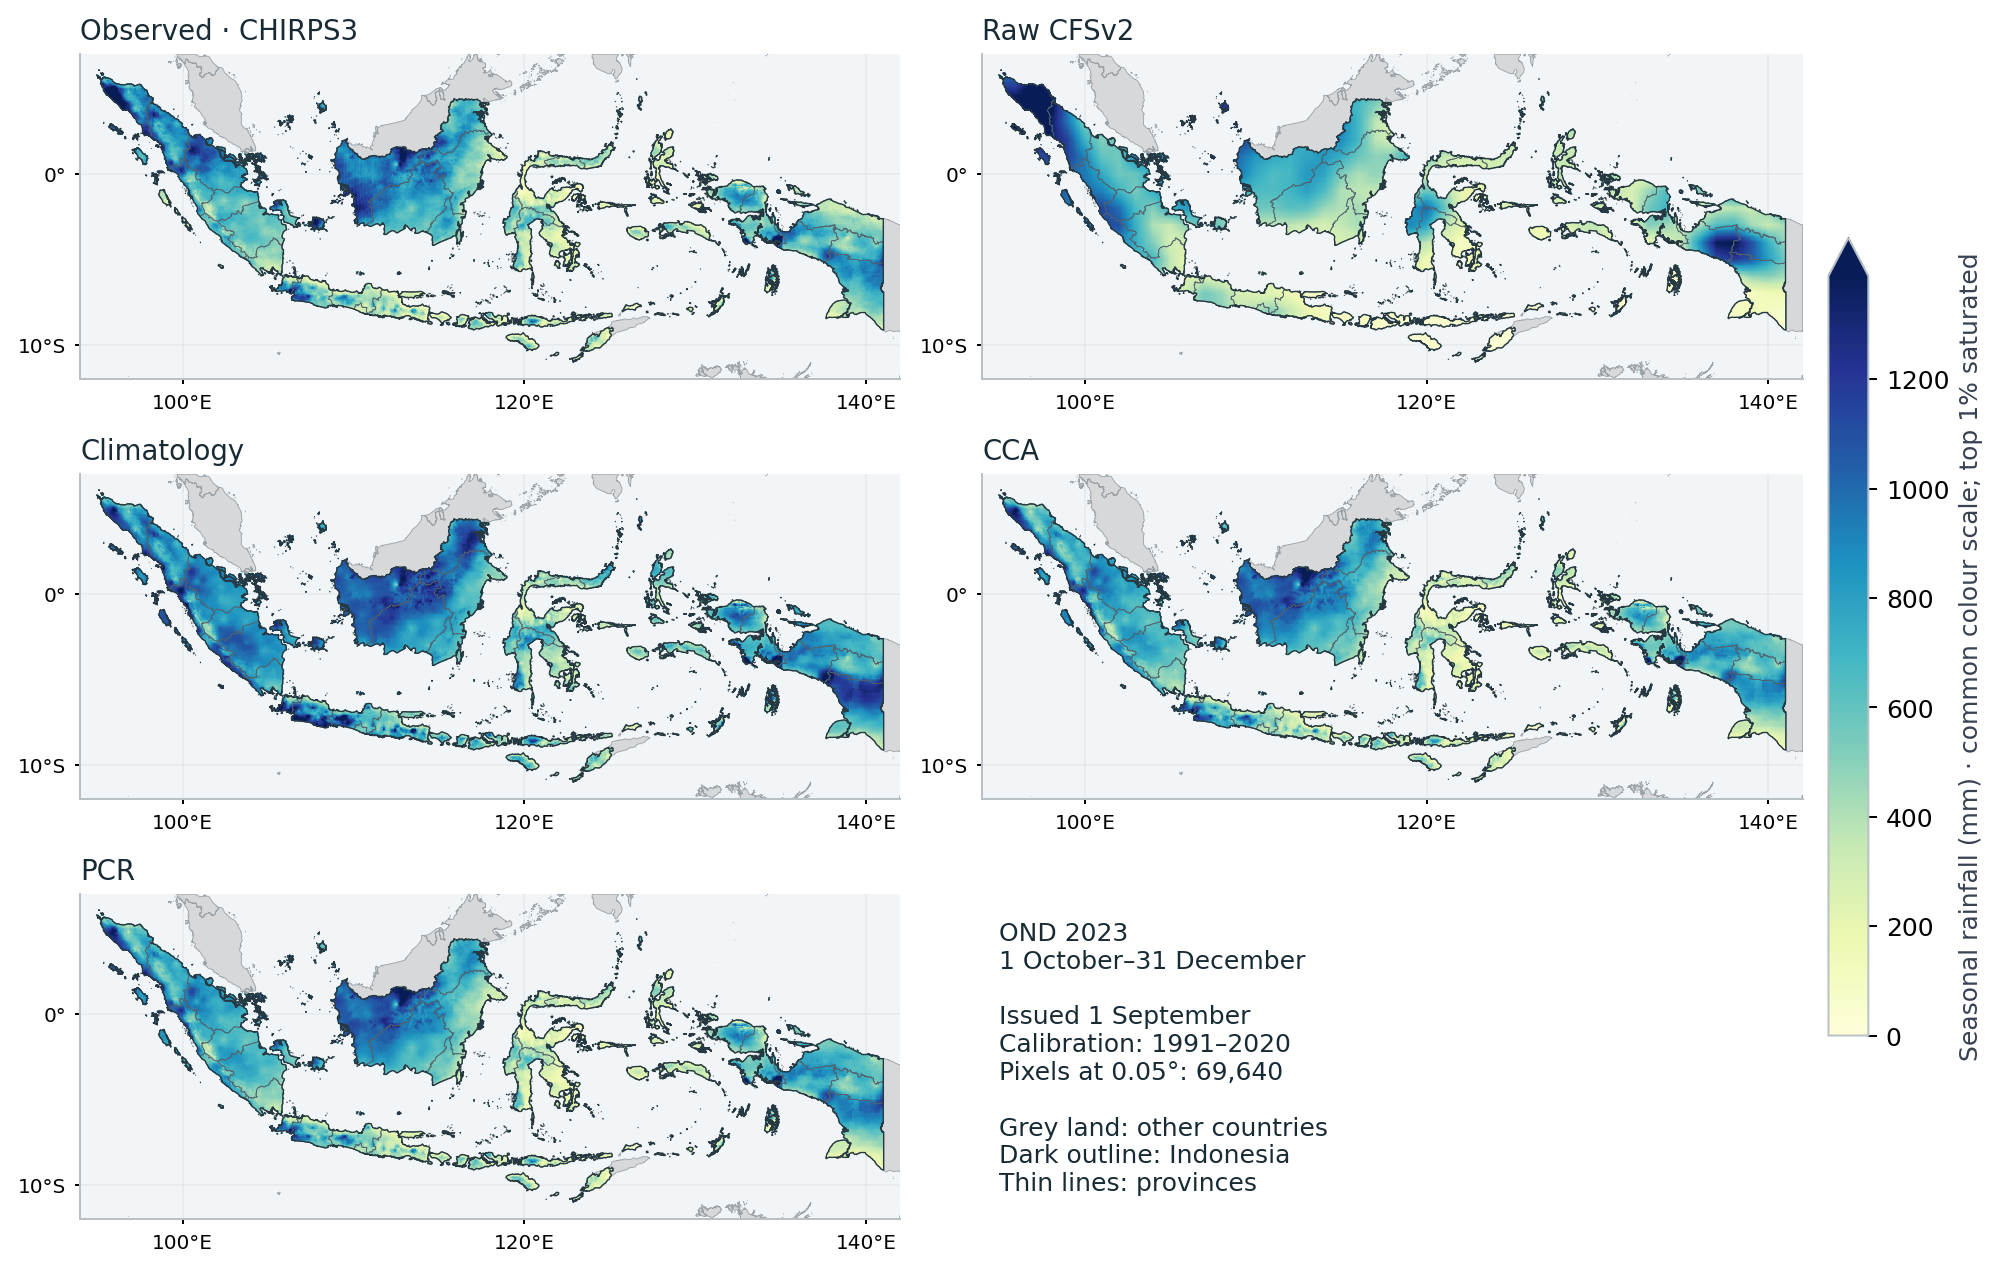 Observed · CHIRPS3
0°
10°S
100°E
120°E
140°E
Raw CFSv2
0°
10°S
100°E
120°E
140°E
Climatology
0°
10°S
100°E
120°E
140°E
CCA
0°
10°S
100°E
120°E
140°E
PCR
0°
10°S
100°E
120°E
140°E
OND 2023
1 October–31 December
Issued 1 September
Calibration: 1991–2020
Pixels at 0.05°: 69,640
Grey land: other countries
Dark outline: Indonesia
Thin lines: provinces
1200
1000
800
600
400
200
0
Seasonal rainfall (mm) · common colour scale; top 1% saturated